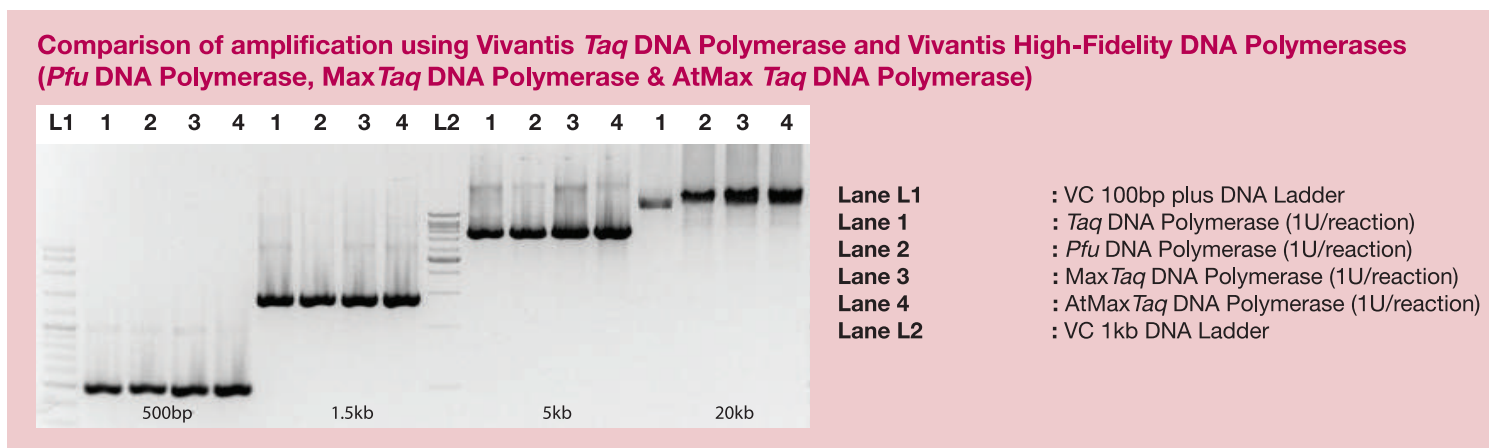 Comparison of amplification using Vivantis Taq DNA Polymerase and Vivantis High-Fidelity DNA Polymerases
(Pfu DNA Polymerase, MaxTaq DNA Polymerase & AtMax Taq DNA Polymerase)
L1 1 2 3 4 1 2 3 4 L2 1 2 3 4 1 2 3 4
500bp 1.5kb 5kb 20kb
Lane L1 : VC 100bp plus DNA Ladder
Lane 1 : Taq DNA Polymerase (1U/reaction)
Lane 2 : Pfu DNA Polymerase (1U/reaction)
Lane 3 : MaxTaq DNA Polymerase (1U/reaction)
Lane 4 : AtMaxTaq DNA Polymerase (1U/reaction)
Lane L2 : VC 1kb DNA Ladder